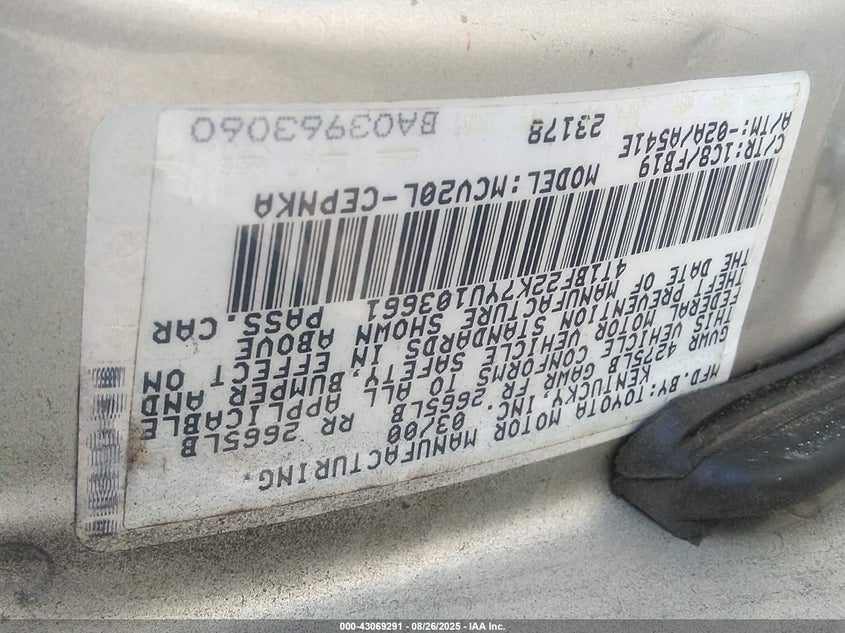 MFD.BY:TOYOTA MOTOR MANUFACTURING.
KENTUCKY, INC. 03/00
GVWR 4275LB GAWR FR 2665LB RR 2665LB
THIS VEHICLE CONFORMS TO ALL APPLICABLE
FEDERAL MOTOR VEHICLE SAFETY, BUMPER AND
THEFT PREVENTION STANDARDS IN EFFECT ON
THE DATE OF MANUFACTURE SHOWN ABOVE
4T1BF22K7YU103661 PASS.CAR
C/TR:1C8/FB19 MODEL:MCV20L-CEPNKA
A/TM:-02A/A541E
23178 BA03963060
000-43069291 - 08/26/2025 - IAA Inc.